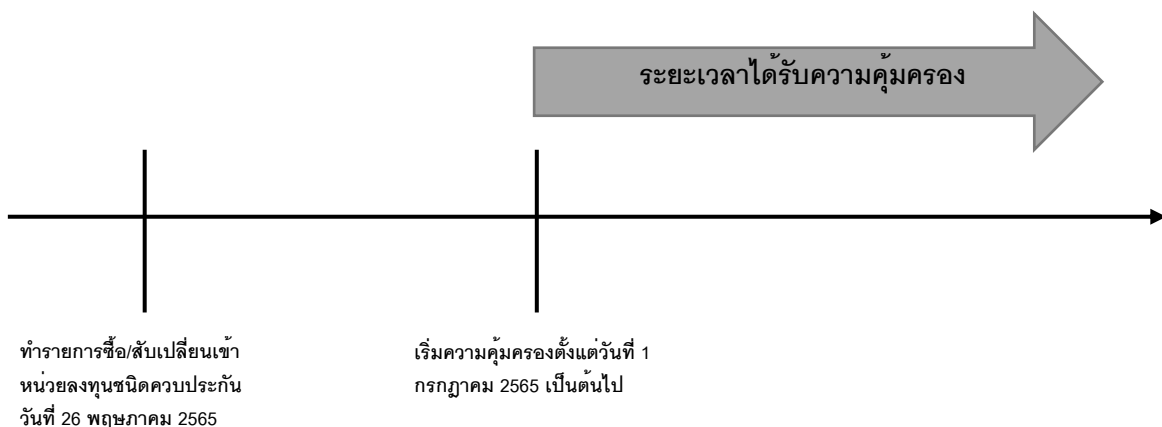 ระยะเวลาได้รับความคุ้มครอง
ทำรายการซื้อ/สับเปลี่ยนเข้า
หน่วยลงทุนชนิดควบประกัน
วันที่ 26 พฤษภาคม 2565
เริ่มความคุ้มครองตั้งแต่วันที่ 1
กรกฎาคม 2565 เป็นต้นไป